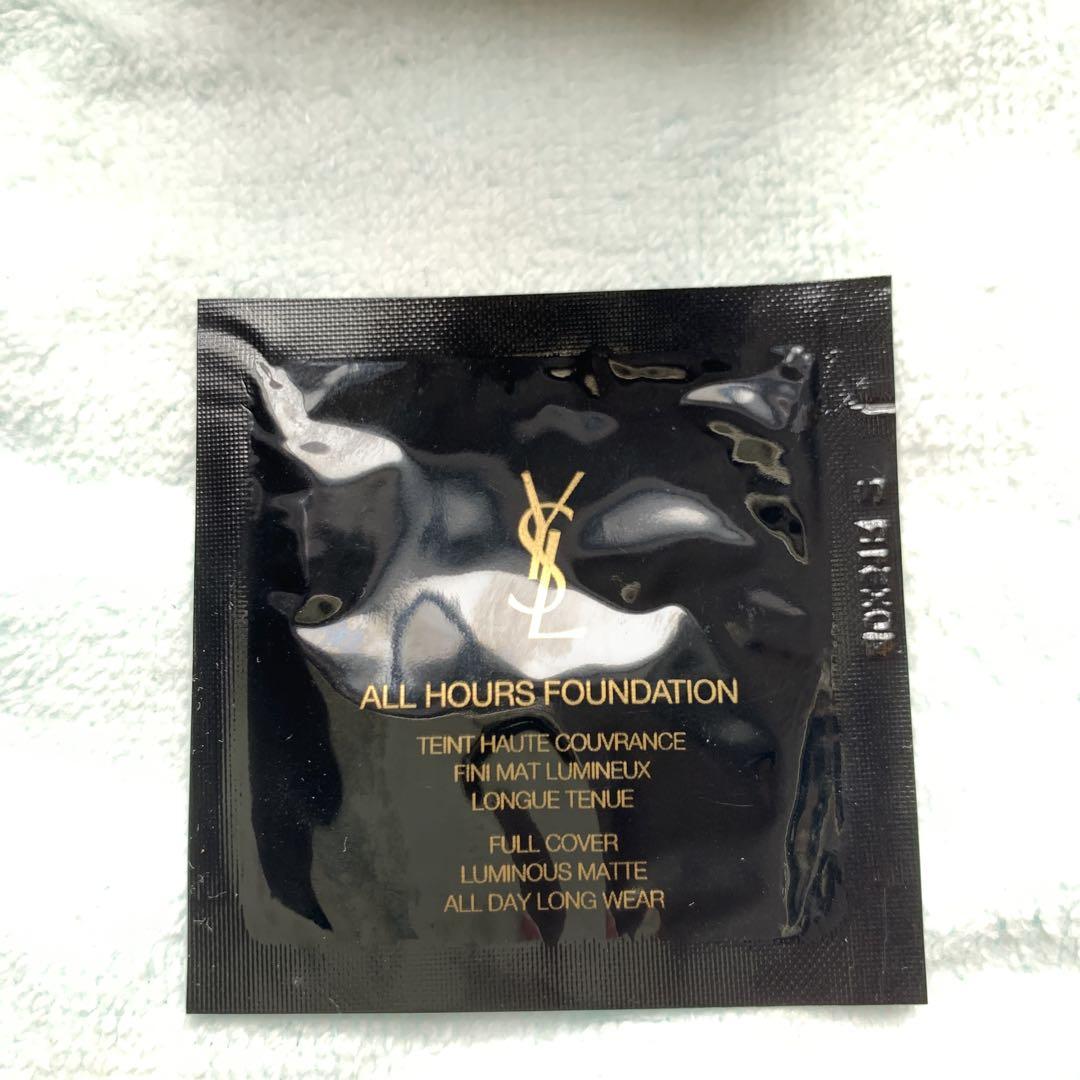 YSL
ALL HOURS FOUNDATION
TEINT HAUTE COUVRANCE
FINI MAT LUMINEUX
LONGUE TENUE
FULL COVER
LUMINOUS MATTE
ALL DAY LONG WEAR